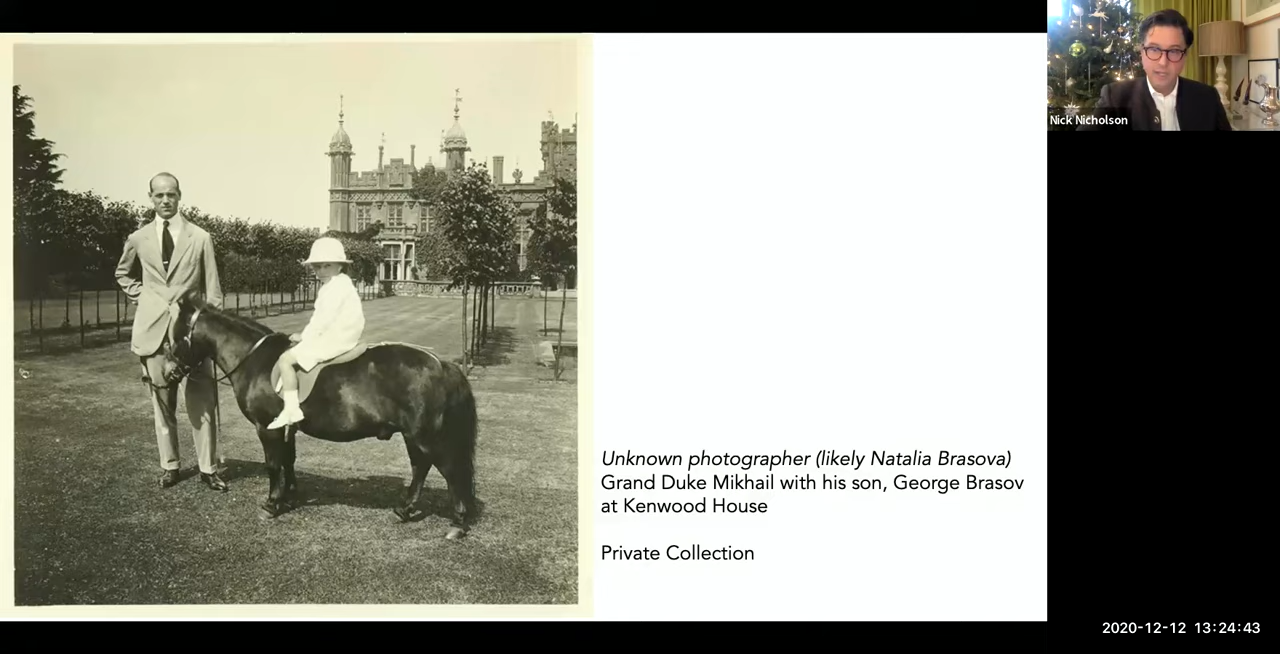 Nick Nicholson
Unknown photographer (likely Natalia Brasova)
Grand Duke Mikhail with his son, George Brasov
at Kenwood House
Private Collection
2020-12-12 13:24:43